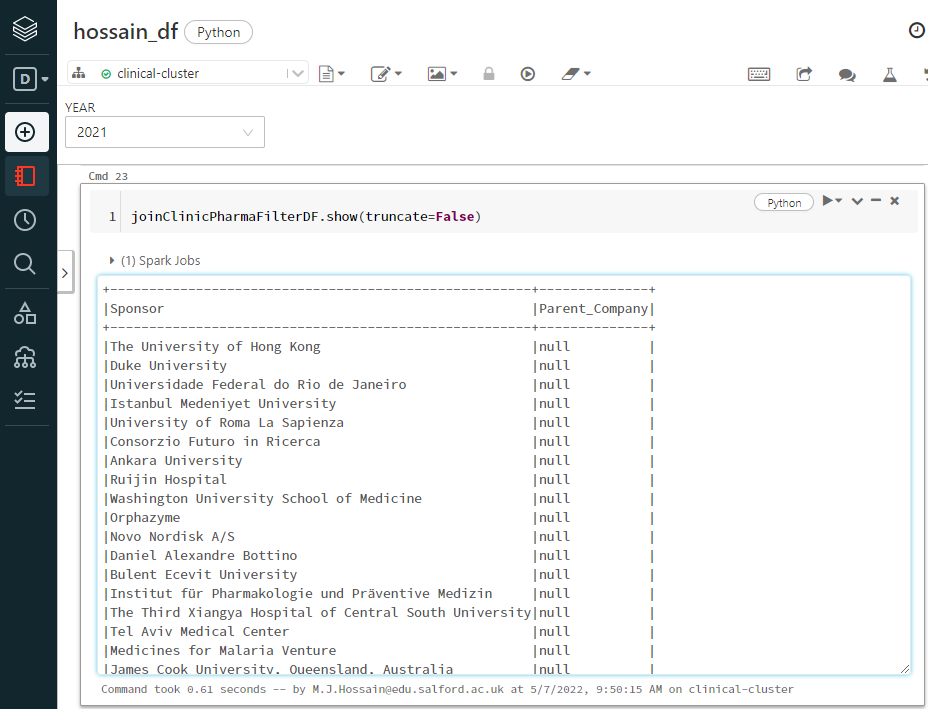 hossain_df Python
D
clinical-cluster
YEAR
2021
Cmd 23
Python
1 joinClinicPharmaFilterDF.show(truncate=False)
(1) Spark Jobs
+------------------------------------------------------+--------------+
|Sponsor |Parent_Company|
+------------------------------------------------------+--------------+
|The University of Hong Kong |null |
|Duke University |null |
|Universidade Federal do Rio de Janeiro |null |
|Istanbul Medeniyet University |null |
|University of Roma La Sapienza |null |
|Consorzio Futuro in Ricerca |null |
|Ankara University |null |
|Ruijin Hospital |null |
|Washington University School of Medicine |null |
|Orphazyme |null |
|Novo Nordisk A/S |null |
|Daniel Alexandre Bottino |null |
|Bulent Ecevit University |null |
|Institut für Pharmakologie und Präventive Medizin |null |
|The Third Xiangya Hospital of Central South University|null |
|Tel Aviv Medical Center |null |
|Medicines for Malaria Venture |null |
|James Cook University, Queensland, Australia |null |
Command took 0.61 seconds -- by M.J.Hossain@edu.salford.ac.uk at 5/7/2022, 9:50:15 AM on clinical-cluster